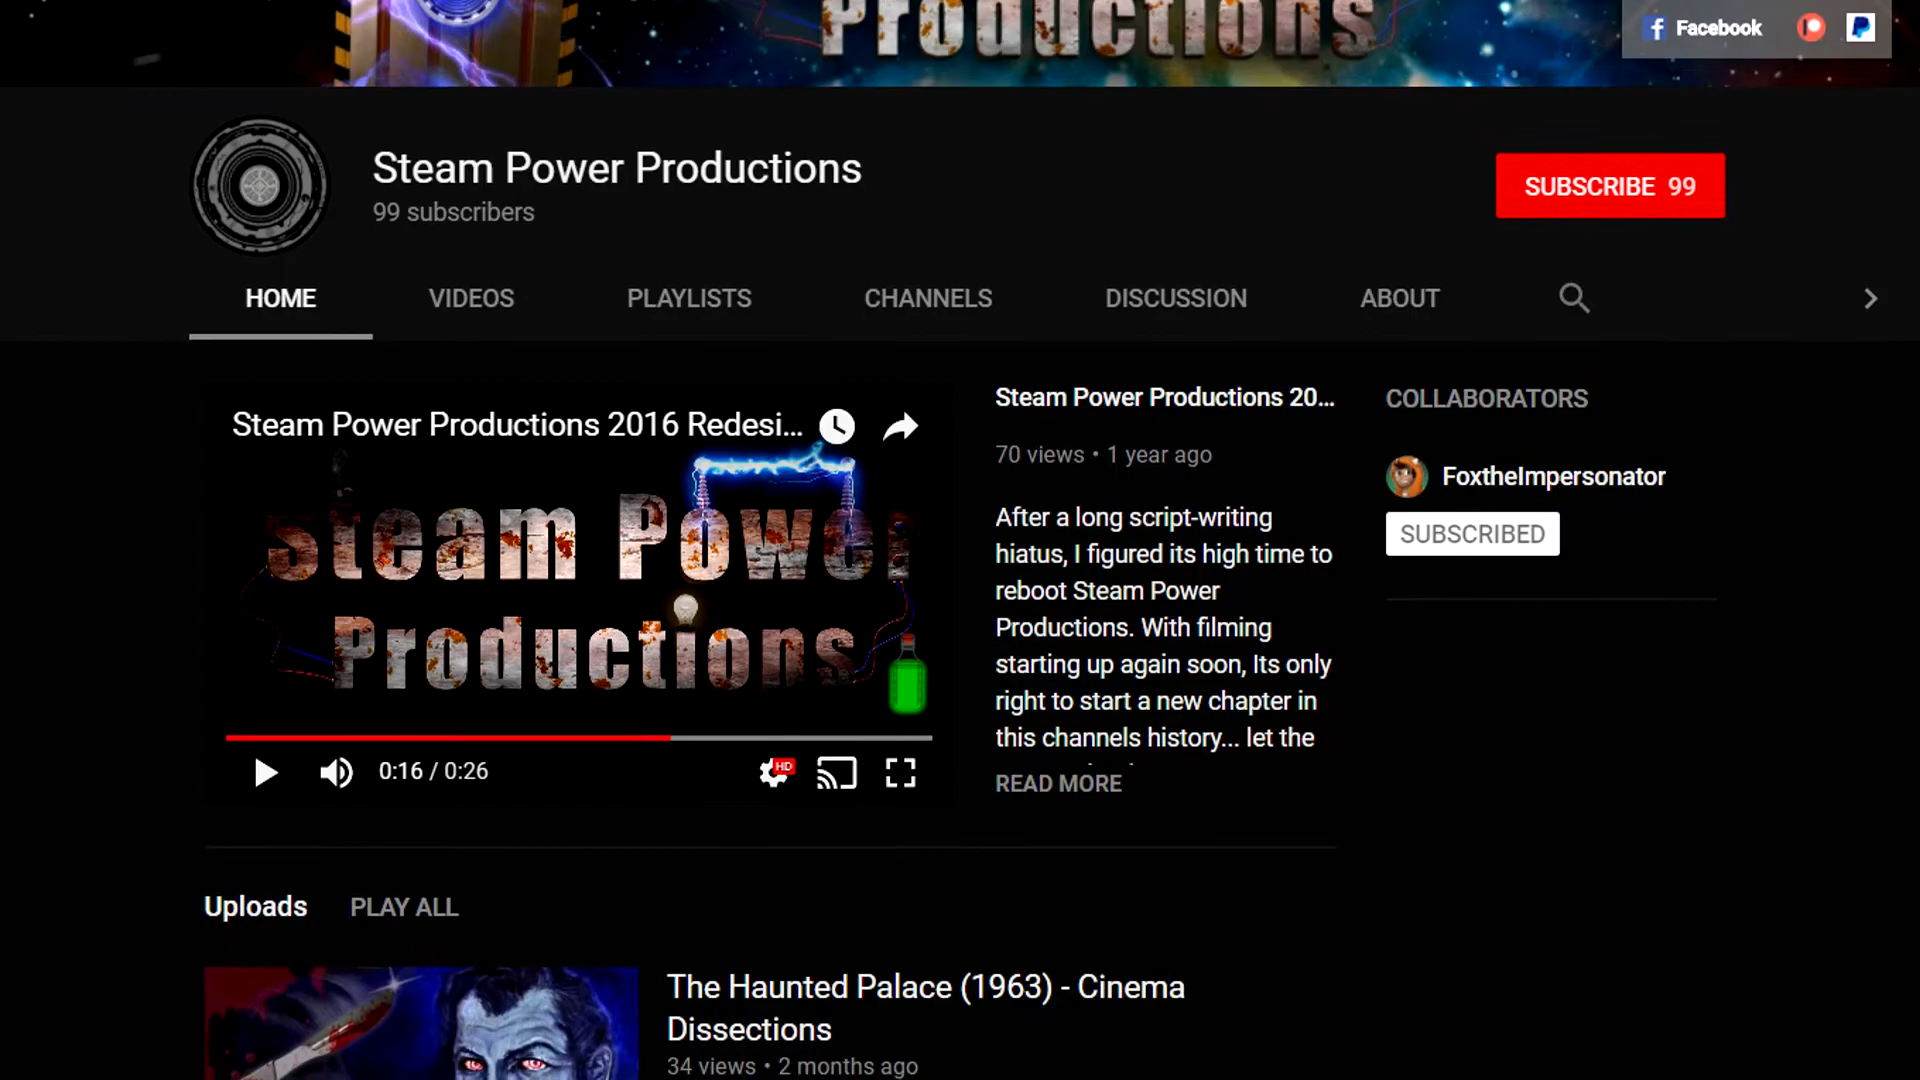 Productions
Facebook
Steam Power Productions
99 subscribers
SUBSCRIBE 99
HOME
VIDEOS
PLAYLISTS
CHANNELS
DISCUSSION
ABOUT
Steam Power Productions 2016 Redesi...
Steam Power
Productions
0:16 / 0:26
HD
Steam Power Productions 20...
70 views • 1 year ago
After a long script-writing
hiatus, I figured its high time to
reboot Steam Power
Productions. With filming
starting up again soon, Its only
right to start a new chapter in
this channels history... let the
READ MORE
COLLABORATORS
FoxtheImpersonator
SUBSCRIBED
Uploads
PLAY ALL
The Haunted Palace (1963) - Cinema
Dissections
34 views • 2 months ago